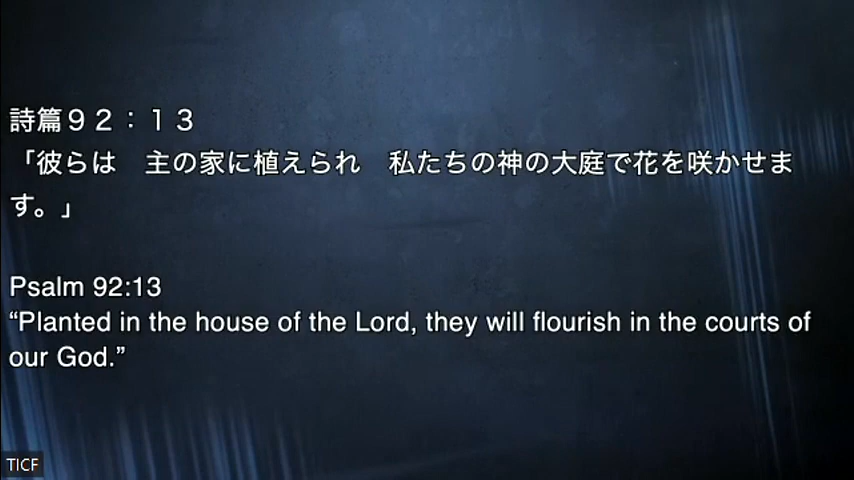 詩篇９２：１３
「彼らは　主の家に植えられ　私たちの神の大庭で花を咲かせま
す。」
Psalm 92:13
“Planted in the house of the Lord, they will flourish in the courts of
our God.”
TICF